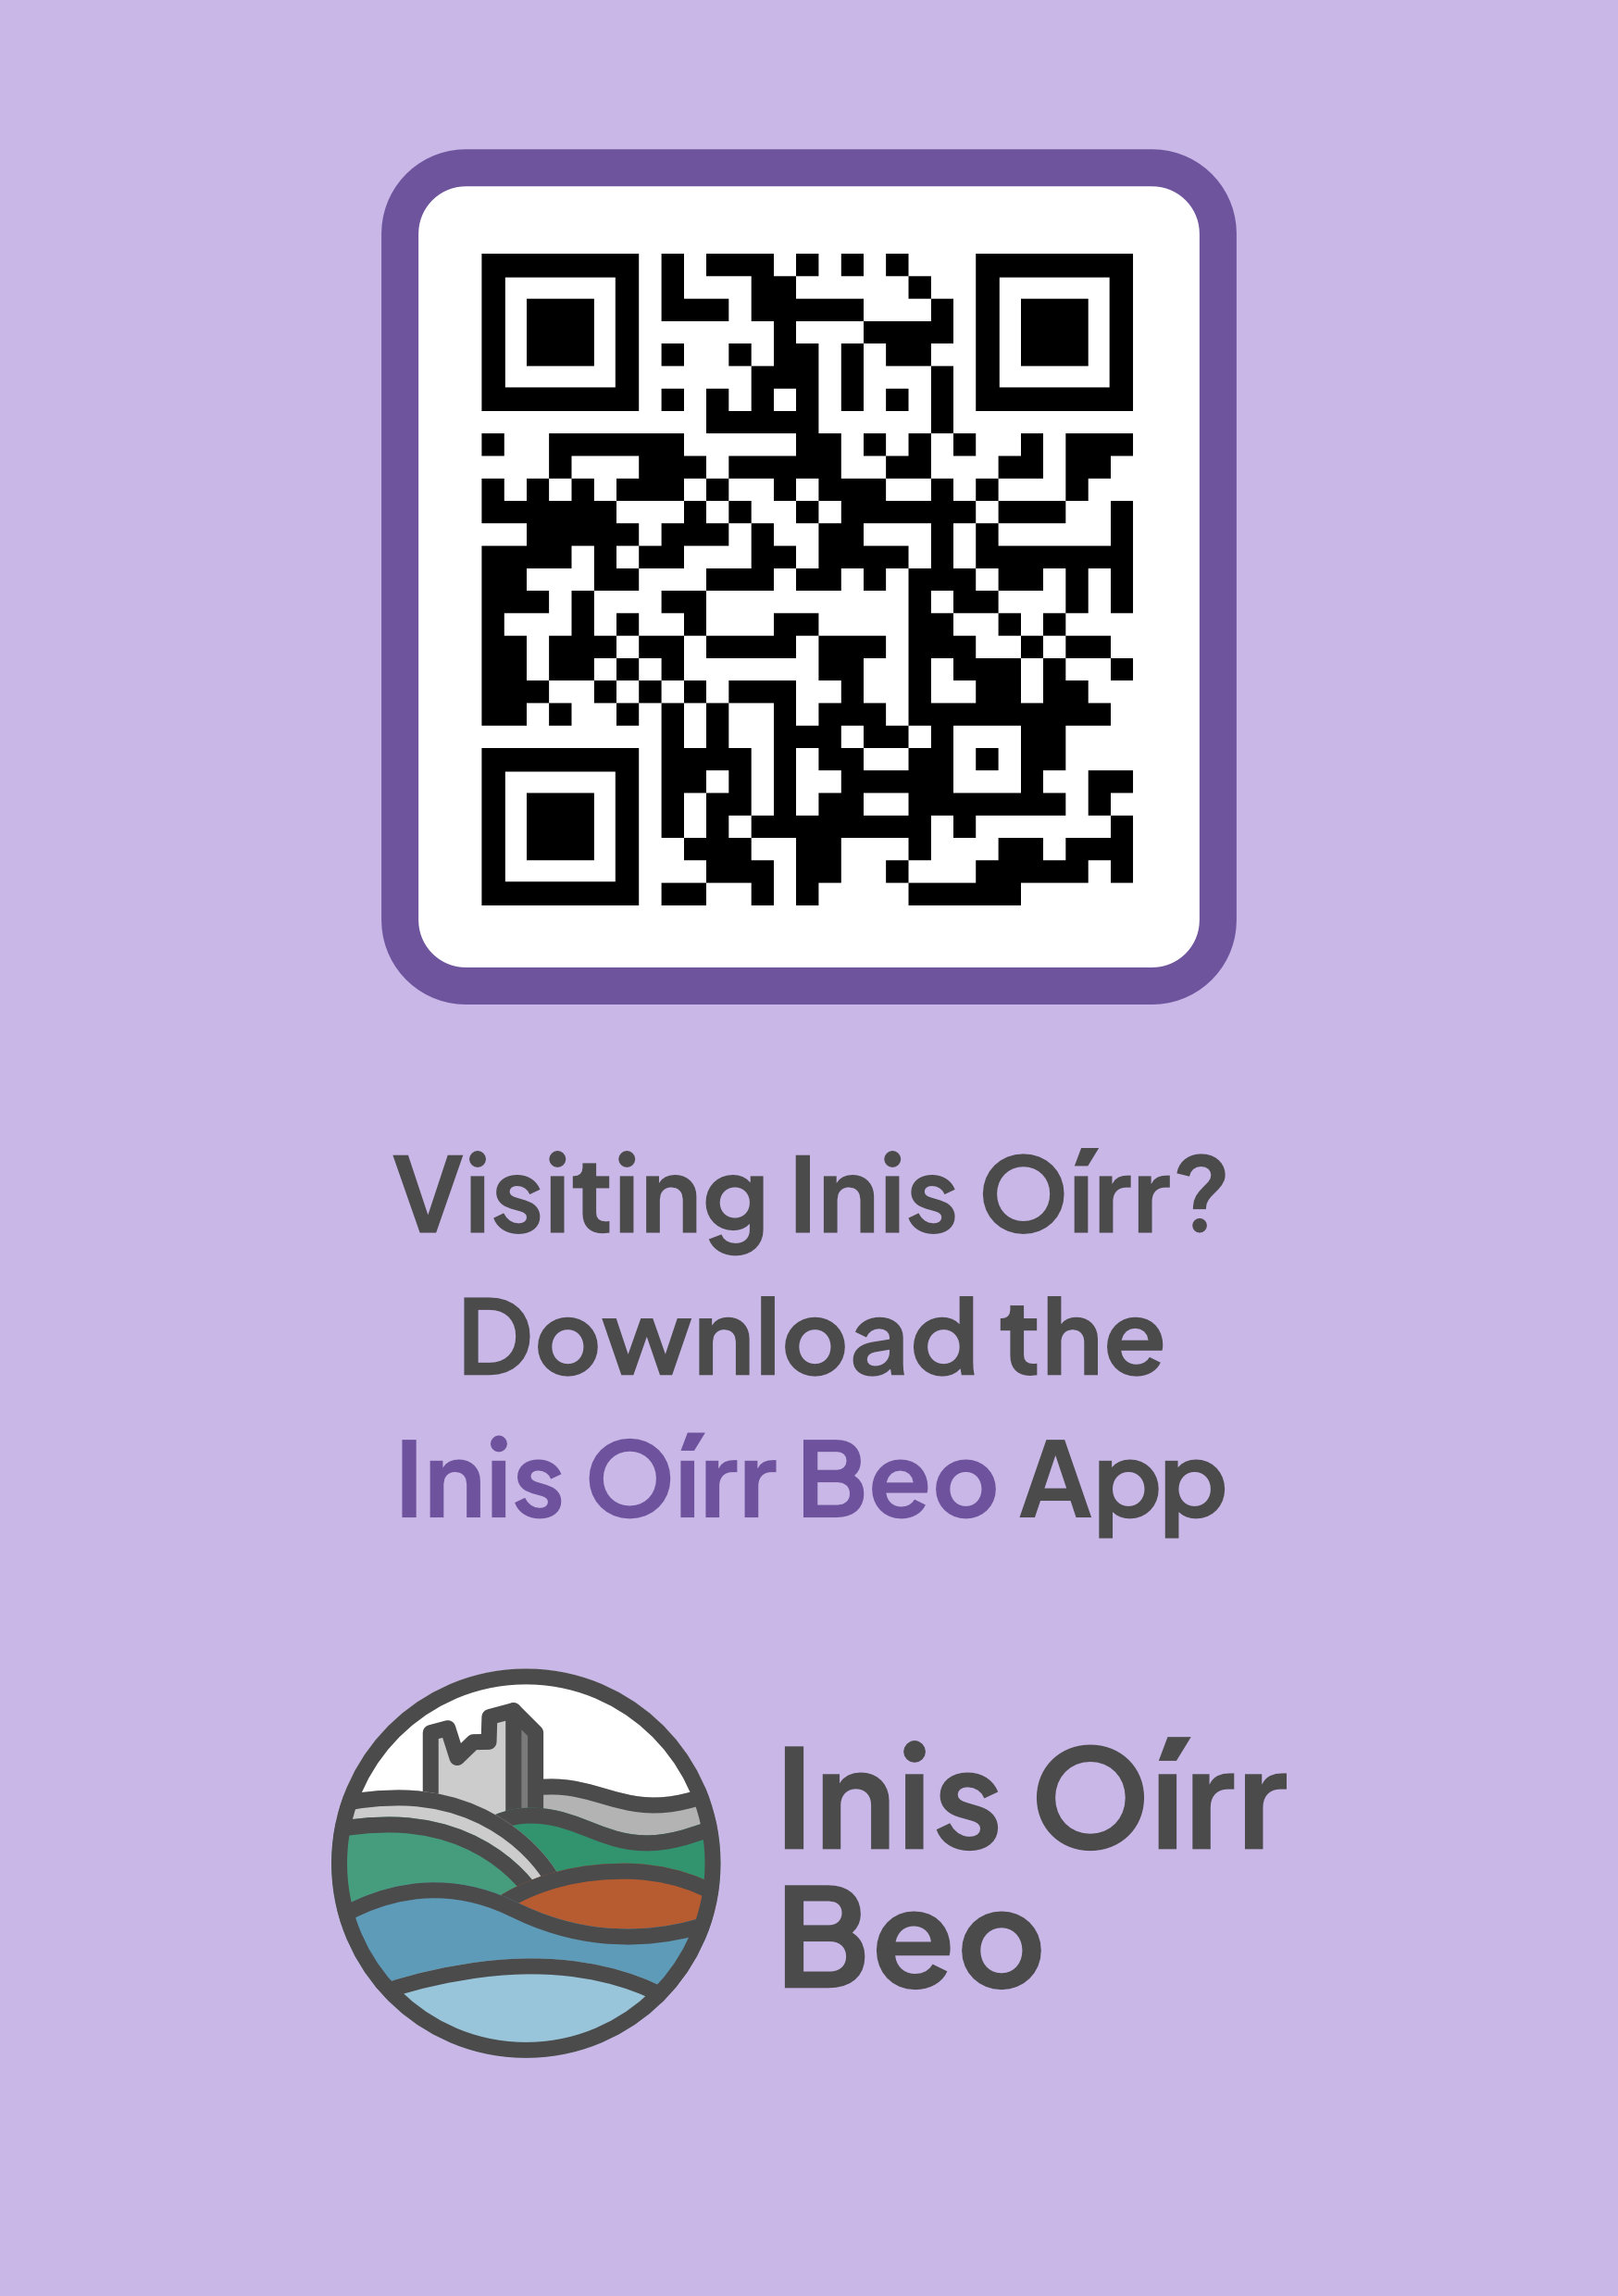 Visiting Inis Oírr?
Download the
Inis Oírr Beo App
Inis Oírr
Beo